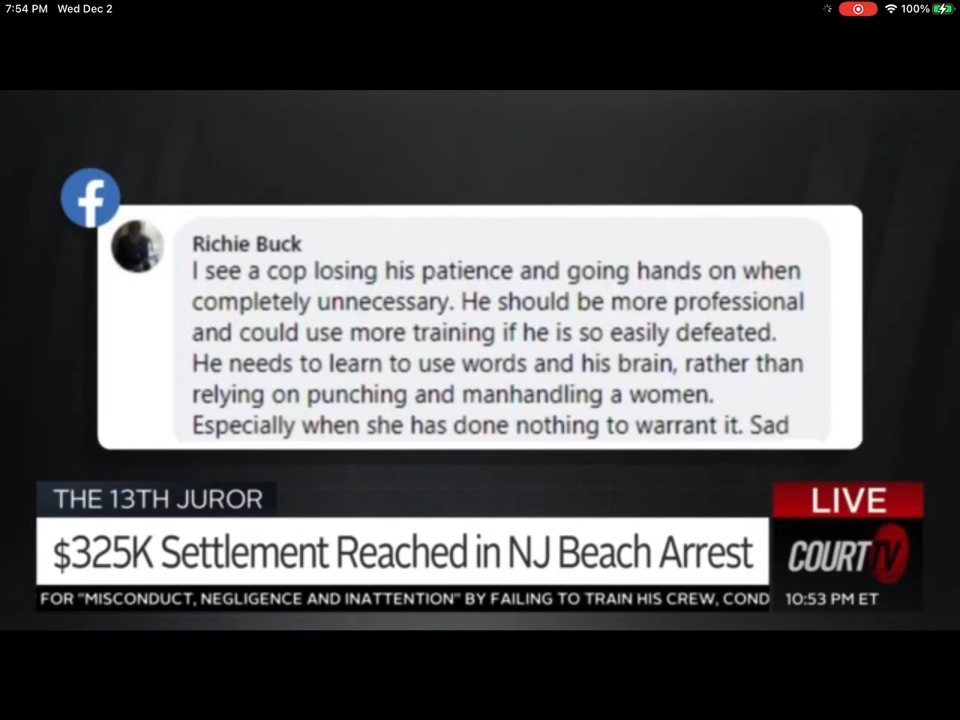 7:54 PM Wed Dec 2
100%
Richie Buck
I see a cop losing his patience and going hands on when
completely unnecessary. He should be more professional
and could use more training if he is so easily defeated.
He needs to learn to use words and his brain, rather than
relying on punching and manhandling a women.
Especially when she has done nothing to warrant it. Sad
THE 13TH JUROR
LIVE
$325K Settlement Reached in NJ Beach Arrest
COURT TV
FOR "MISCONDUCT, NEGLIGENCE AND INATTENTION" BY FAILING TO TRAIN HIS CREW, COND
10:53 PM ET